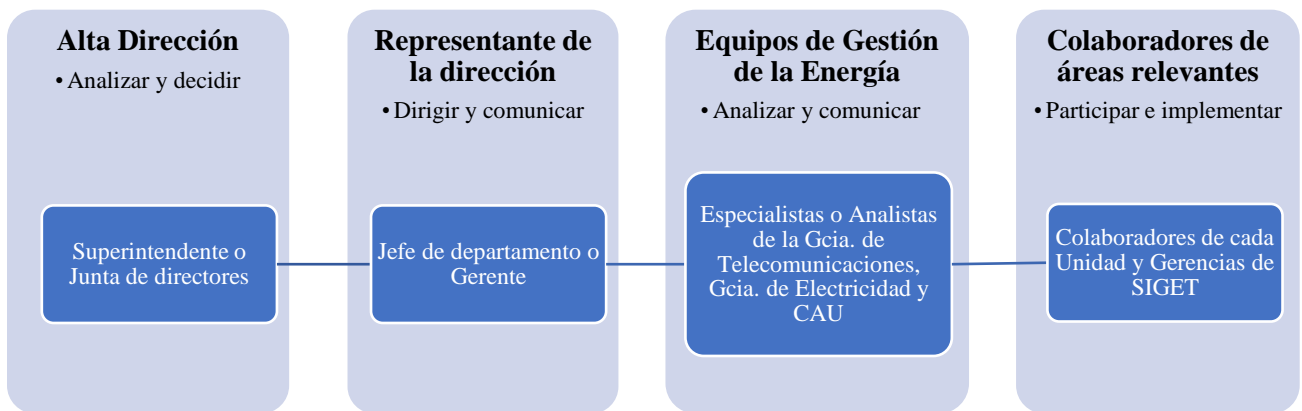 Alta Dirección
• Analizar y decidir
Superintendente o
Junta de directores
Representante de
la dirección
• Dirigir y comunicar
Jefe de departamento o
Gerente
Equipos de Gestión
de la Energía
• Analizar y comunicar
Especialistas o Analistas
de la Gcia. de
Telecomunicaciones,
Gcia. de Electricidad y
CAU
Colaboradores de
áreas relevantes
• Participar e implementar
Colaboradores de cada
Unidad y Gerencias de
SIGET